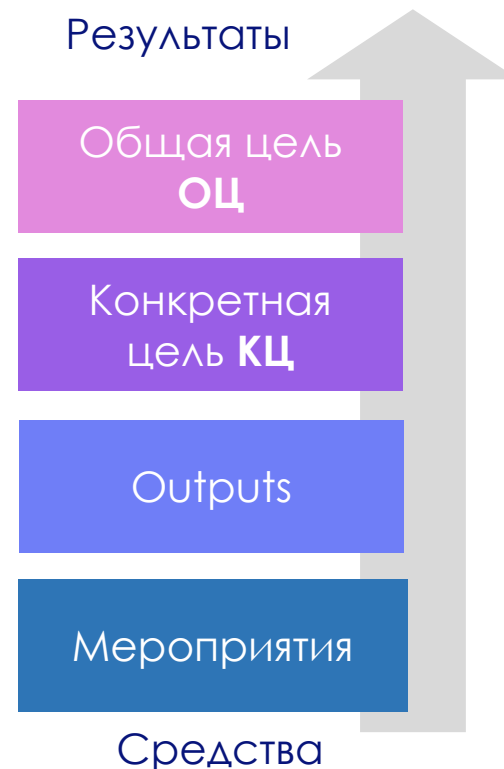 Результаты
Общая цель
ОЦ
Конкретная
цель КЦ
Outputs
Мероприятия
Средства